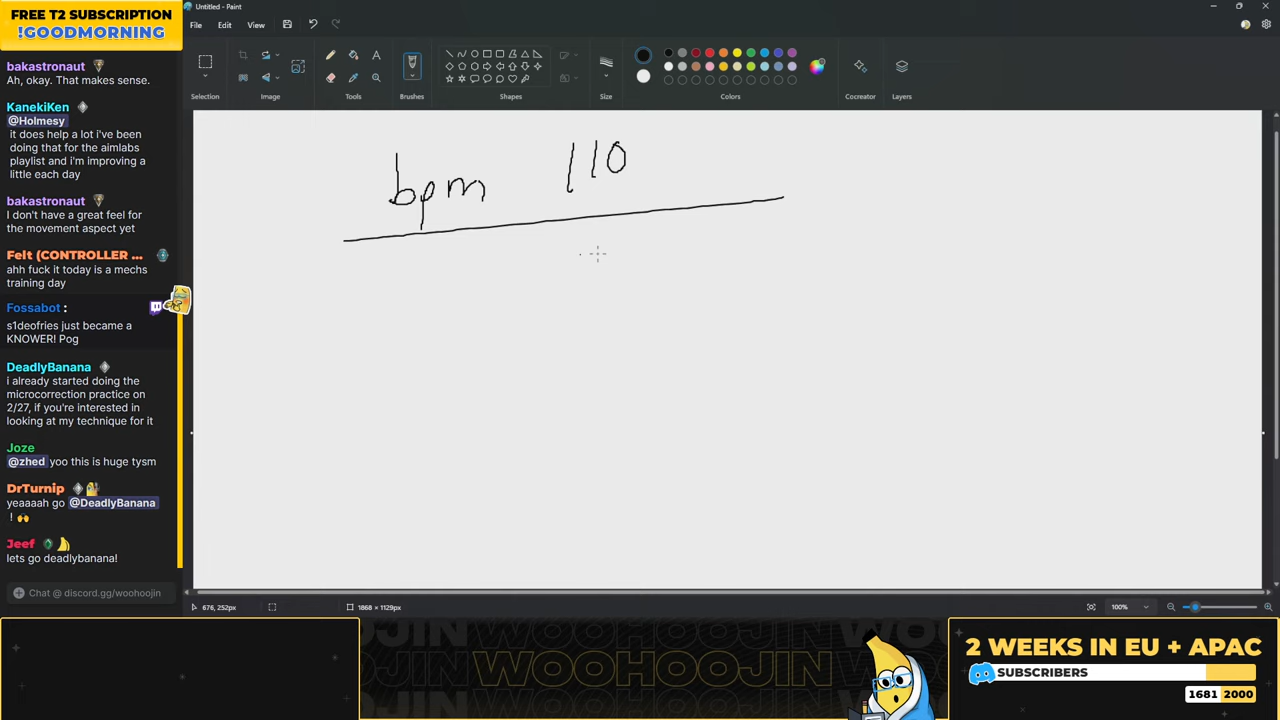 FREE T2 SUBSCRIPTION
!GOODMORNING
bakastronaut
Ah, okay. That makes sense.
KanekiKen
@Holmesy
it does help a lot i've been
doing that for the aimlabs
playlist and i'm improving a
little each day
bakastronaut
I don't have a great feel for
the movement aspect yet
Felt (CONTROLLER ...
ahh fuck it today is a mechs
training day
Fossabot :
s1deofries just became a
KNOWER! Pog
DeadlyBanana
i already started doing the
microcorrection practice on
2/27, if you're interested in
looking at my technique for it
Joze
@zhed yoo this is huge tysm
DrTurnip
yeaaaah go @DeadlyBanana
!
Jeef
lets go deadlybanana!
Chat @ discord.gg/woohoojin
Untitled - Paint
File Edit View
Selection Image Tools Brushes Shapes Size Colors Cocreator Layers
bpm 110
676, 252px 1868 × 1129px 100%
WOOHOOJIN
2 WEEKS IN EU + APAC
SUBSCRIBERS
1681 2000